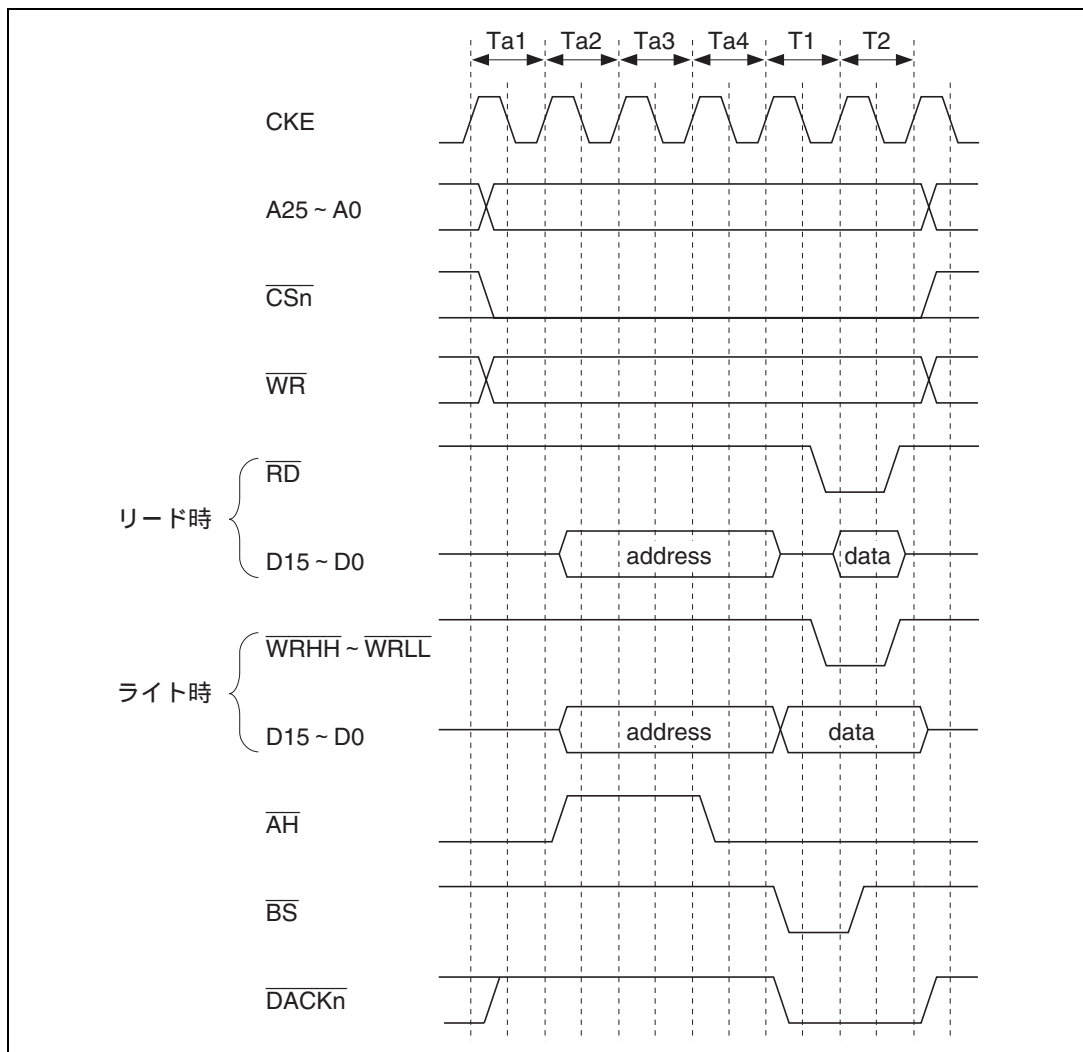 Ta1 Ta2 Ta3 Ta4 T1 T2
CKE
A25 ~ A0
CSn
WR
RD
リード時
D15 ~ D0
address data
WRHH ~ WRLL
ライト時
D15 ~ D0
address data
AH
BS
DACKn